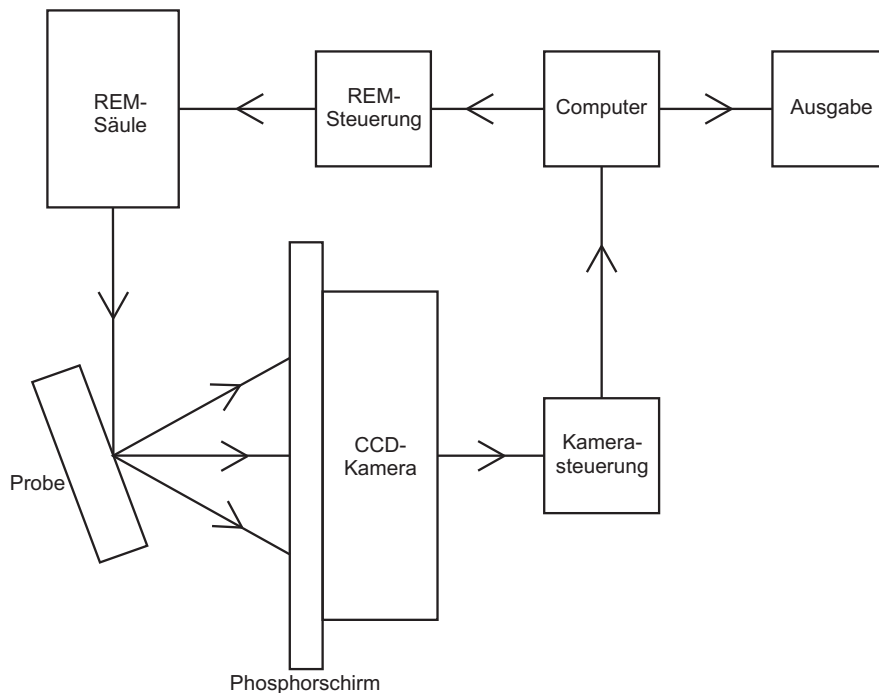 REM-
Säule
REM-
Steuerung
Computer
Ausgabe
Probe
CCD-
Kamera
Kamera-
steuerung
Phosphorschirm